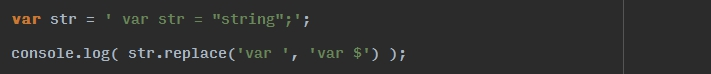 var str = ' var str = "string";';
console.log( str.replace('var ', 'var $') );